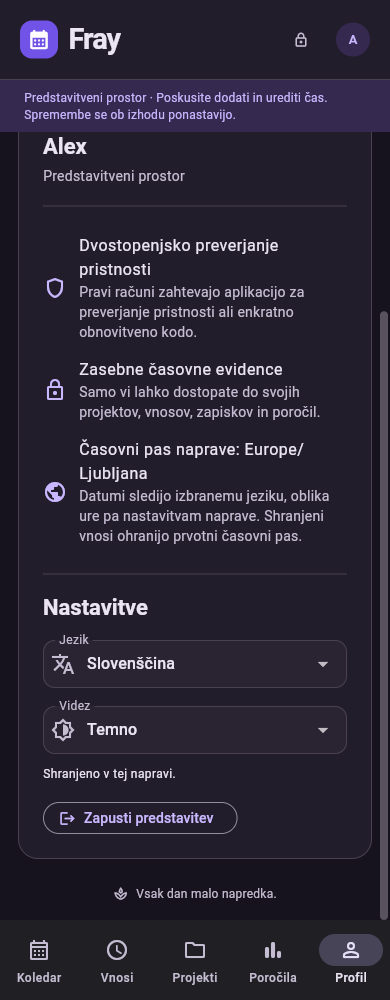 Fray
A
Predstavitveni prostor · Poskusite dodati in urediti čas.
Spremembe se ob izhodu ponastavijo.
Alex
Predstavitveni prostor
Dvostopenjsko preverjanje
pristnosti
Pravi računi zahtevajo aplikacijo za
preverjanje pristnosti ali enkratno
obnovitveno kodo.
Zasebne časovne evidence
Samo vi lahko dostopate do svojih
projektov, vnosov, zapiskov in poročil.
Časovni pas naprave: Europe/
Ljubljana
Datumi sledijo izbranemu jeziku, oblika
ure pa nastavitvam naprave. Shranjeni
vnosi ohranijo prvotni časovni pas.
Nastavitve
Jezik
Slovenščina
Videz
Temno
Shranjeno v tej napravi.
Zapusti predstavitev
Vsak dan malo napredka.
Koledar
Vnosi
Projekti
Poročila
Profil